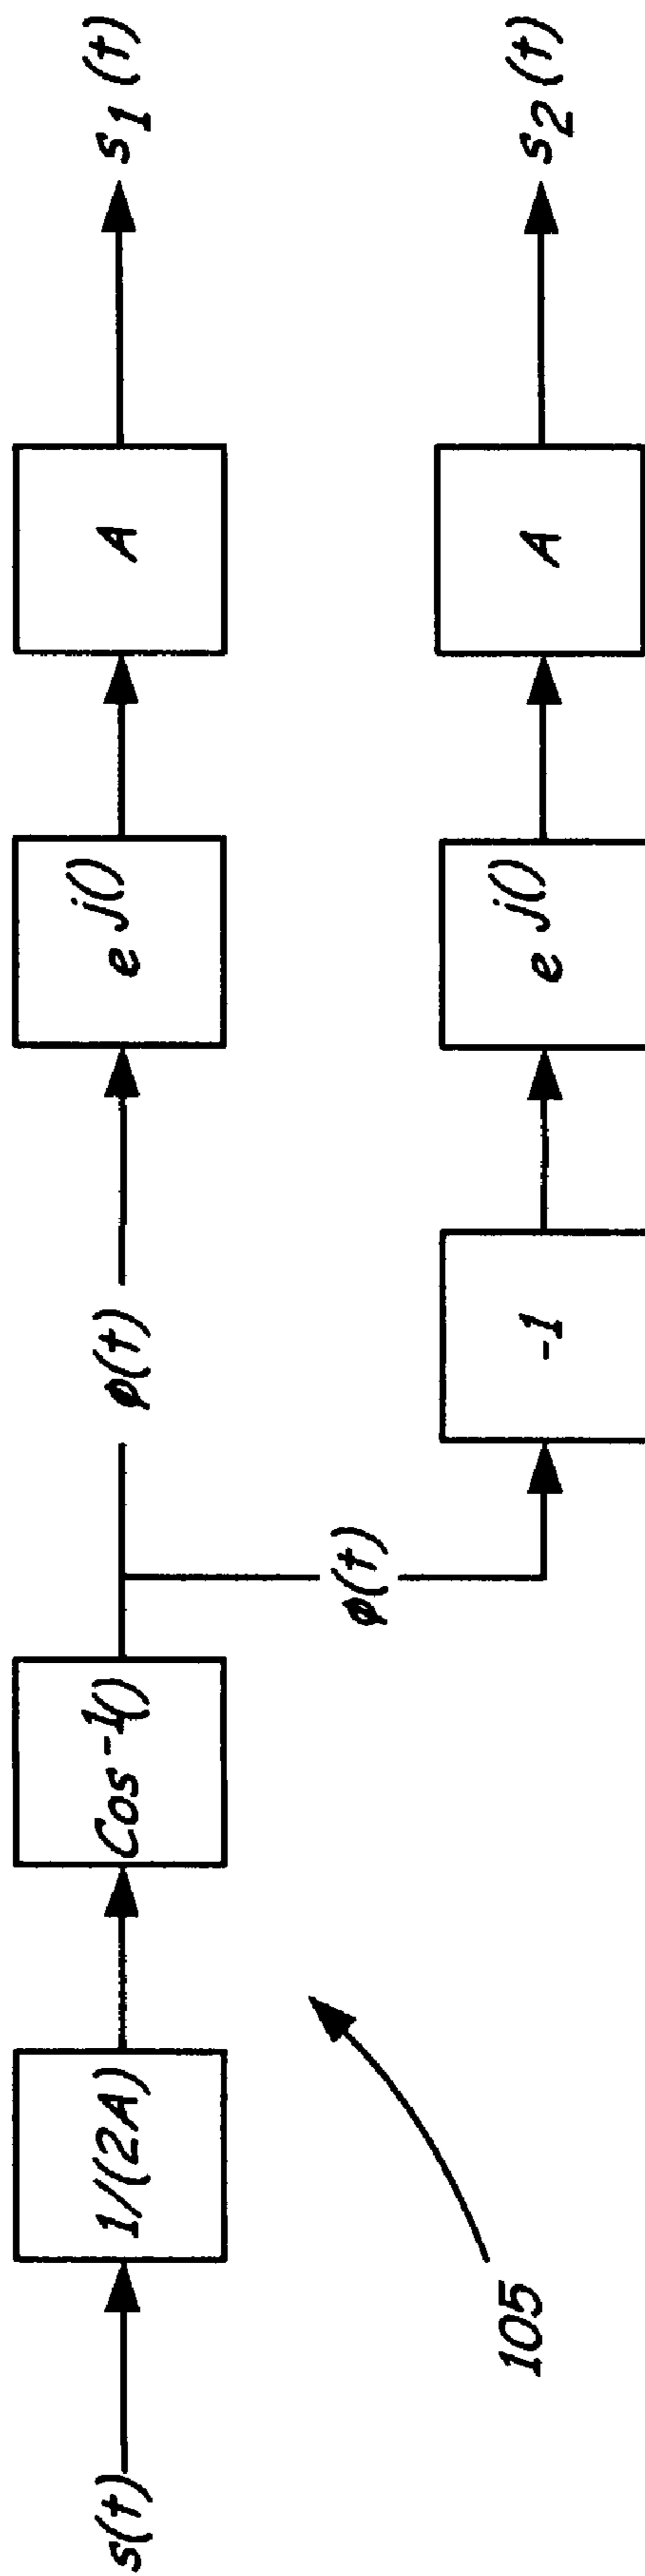 s(t)
1/(2A)
Cos⁻¹()
φ(t)
e j()
A
s1(t)
φ(t)
-1
e j()
A
s2(t)
105